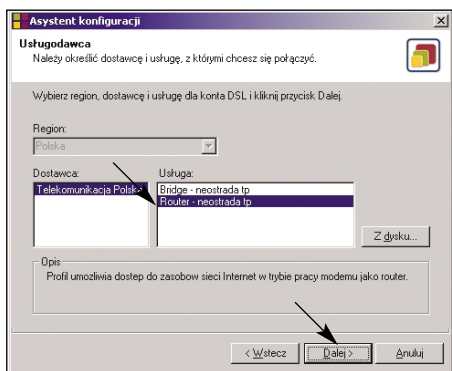 Asystent konfiguracji
Usługodawca
Należy określić dostawcę i usługę, z którymi chcesz się połączyć.
Wybierz region, dostawcę i usługę dla konta DSL i kliknij przycisk Dalej.
Region:
Polska
Dostawca: Usługa:
Telekomunikacja Polska Bridge - neostrada tp
Router - neostrada tp
Z dysku...
Opis
Profil umozliwia dostep do zasobow sieci Internet w trybie pracy modemu jako router.
< Wstecz Dalej > Anuluj